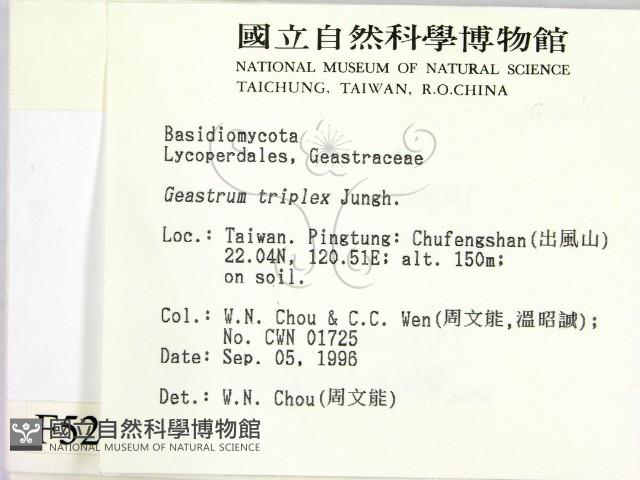 國立自然科學博物館
NATIONAL MUSEUM OF NATURAL SCIENCE
TAICHUNG, TAIWAN, R.O.CHINA
Basidiomycota
Lycoperdales, Geastraceae
Geastrum triplex Jungh.
Loc.: Taiwan. Pingtung: Chufengshan(出風山)
22.04N, 120.51E; alt. 150m;
on soil.
Col.: W.N. Chou & C.C. Wen(周文能,溫昭誠);
No. CWN 01725
Date: Sep. 05, 1996
Det.: W.N. Chou(周文能)
F52
國立自然科學博物館
NATIONAL MUSEUM OF NATURAL SCIENCE